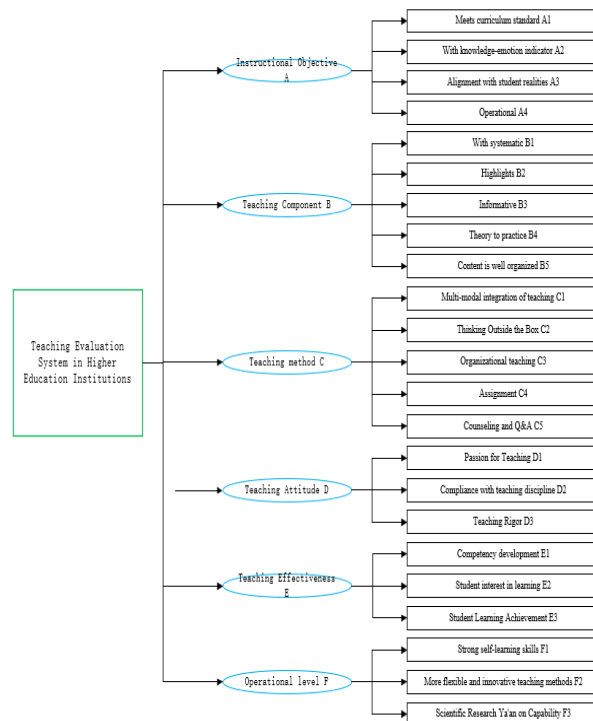 Teaching Evaluation
System in Higher
Education Institutions
Instructional Objective
A
Meets curriculum standard A1
With knowledge-emotion indicator A2
Alignment with student realities A3
Operational A4
Teaching Component B
With systematic B1
Highlights B2
Informative B3
Theory to practice B4
Content is well organized B5
Teaching method C
Multi-modal integration of teaching C1
Thinking Outside the Box C2
Organizational teaching C3
Assignment C4
Counseling and Q&A C5
Teaching Attitude D
Passion for Teaching D1
Compliance with teaching discipline D2
Teaching Rigor D3
Teaching Effectiveness
E
Competency development E1
Student interest in learning E2
Student Learning Achievement E3
Operational level F
Strong self-learning skills F1
More flexible and innovative teaching methods F2
Scientific Research Ya'an on Capability F3